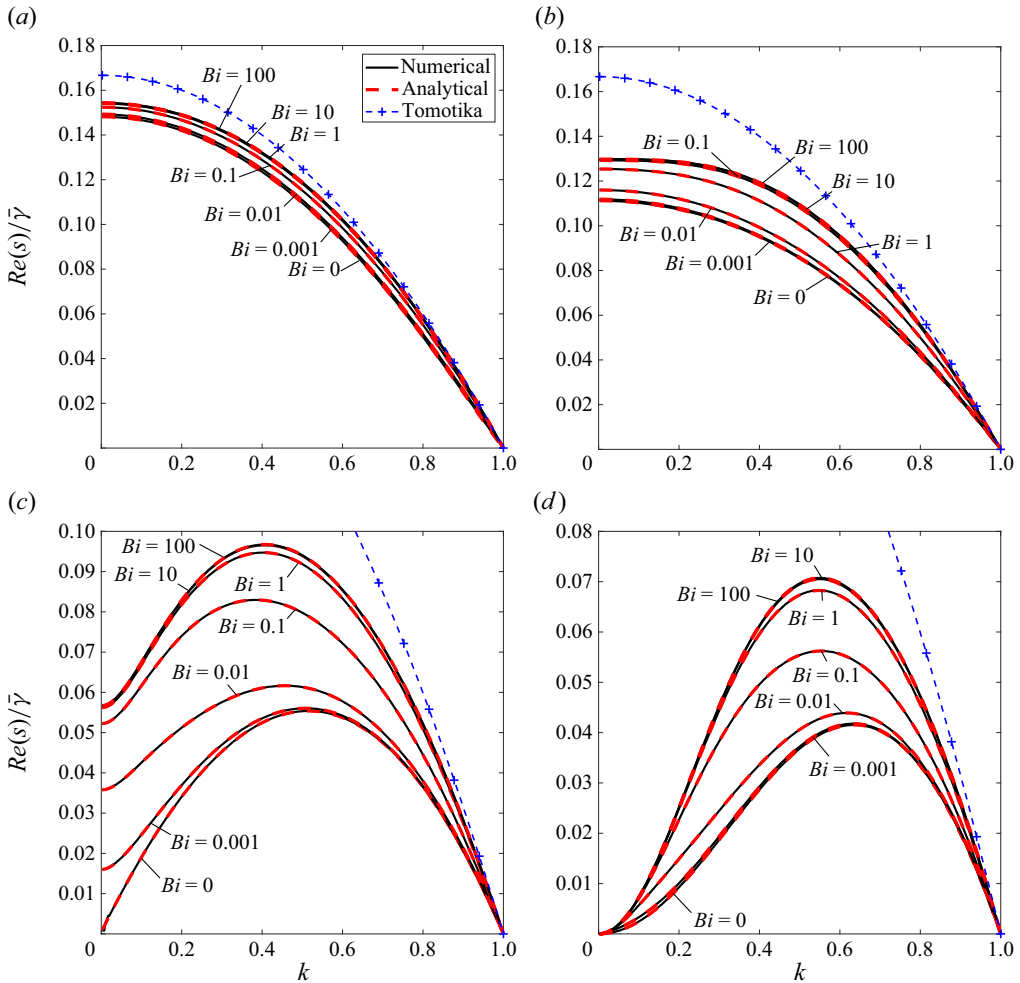 (a)
(b)
0.18
0.16
0.14
0.12
0.10
0.08
0.06
0.04
0.02
0
0.2
0.4
0.6
0.8
1.0
Re(s)/γ̄
Numerical
Analytical
Tomotika
Bi = 100
Bi = 10
Bi = 1
Bi = 0.1
Bi = 0.01
Bi = 0.001
Bi = 0
0.18
0.16
0.14
0.12
0.10
0.08
0.06
0.04
0.02
0
0.2
0.4
0.6
0.8
1.0
Bi = 0.1
Bi = 100
Bi = 10
Bi = 1
Bi = 0.01
Bi = 0.001
Bi = 0
(c)
(d)
0.10
0.09
0.08
0.07
0.06
0.05
0.04
0.03
0.02
0.01
0
0.2
0.4
0.6
0.8
1.0
Re(s)/γ̄
k
Bi = 100
Bi = 10
Bi = 1
Bi = 0.1
Bi = 0.01
Bi = 0.001
Bi = 0
0.08
0.07
0.06
0.05
0.04
0.03
0.02
0.01
0
0.2
0.4
0.6
0.8
1.0
k
Bi = 10
Bi = 100
Bi = 1
Bi = 0.1
Bi = 0.01
Bi = 0.001
Bi = 0